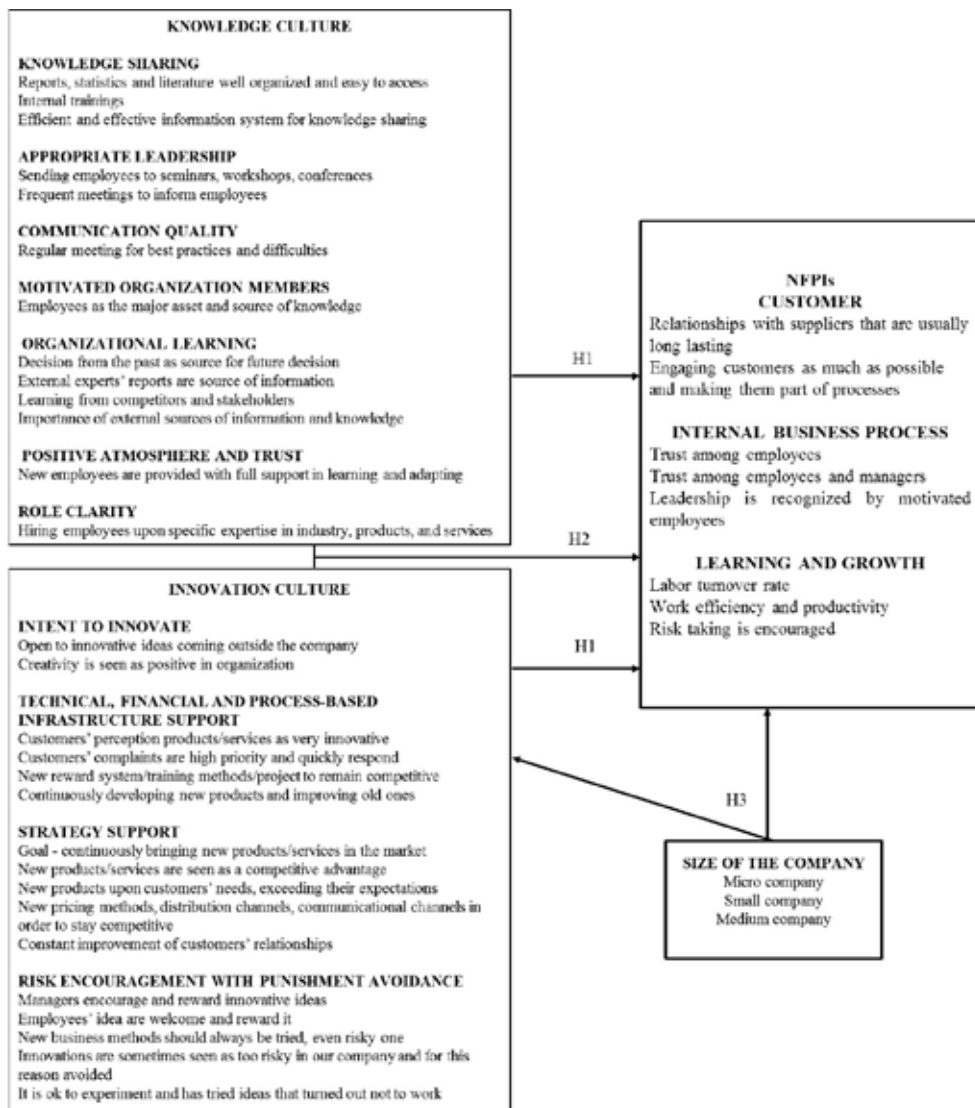 KNOWLEDGE CULTURE
KNOWLEDGE SHARING
Reports, statistics and literature well organized and easy to access
Internal trainings
Efficient and effective information system for knowledge sharing
APPROPRIATE LEADERSHIP
Sending employees to seminars, workshops, conferences
Frequent meetings to inform employees
COMMUNICATION QUALITY
Regular meeting for best practices and difficulties
MOTIVATED ORGANIZATION MEMBERS
Employees as the major asset and source of knowledge
ORGANIZATIONAL LEARNING
Decision from the past as source for future decision
External experts' reports are source of information
Learning from competitors and stakeholders
Importance of external sources of information and knowledge
POSITIVE ATMOSPHERE AND TRUST
New employees are provided with full support in learning and adapting
ROLE CLARITY
Hiring employees upon specific expertise in industry, products, and services
INNOVATION CULTURE
INTENT TO INNOVATE
Open to innovative ideas coming outside the company
Creativity is seen as positive in organization
TECHNICAL, FINANCIAL AND PROCESS-BASED
INFRASTRUCTURE SUPPORT
Customers' perception products/services as very innovative
Customers' complaints are high priority and quickly respond
New reward system/training methods/project to remain competitive
Continuously developing new products and improving old ones
STRATEGY SUPPORT
Goal - continuously bringing new products/services in the market
New products/services are seen as a competitive advantage
New products upon customers' needs, exceeding their expectations
New pricing methods, distribution channels, communicational channels in
order to stay competitive
Constant improvement of customers' relationships
RISK ENCOURAGEMENT WITH PUNISHMENT AVOIDANCE
Managers encourage and reward innovative ideas
Employees' idea are welcome and reward it
New business methods should always be tried, even risky one
Innovations are sometimes seen as too risky in our company and for this
reason avoided
It is ok to experiment and has tried ideas that turned out not to work
H1
H2
H1
H3
NFPIs
CUSTOMER
Relationships with suppliers that are usually
long lasting
Engaging customers as much as possible
and making them part of processes
INTERNAL BUSINESS PROCESS
Trust among employees
Trust among employees and managers
Leadership is recognized by motivated
employees
LEARNING AND GROWTH
Labor turnover rate
Work efficiency and productivity
Risk taking is encouraged
SIZE OF THE COMPANY
Micro company
Small company
Medium company